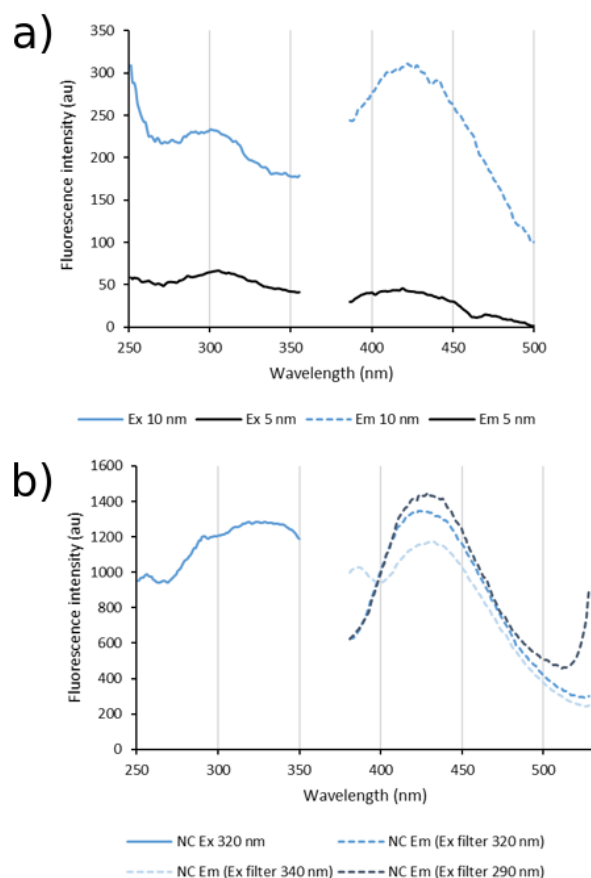 a)
350
300
250
200
150
100
50
0
Fluorescence intensity (au)
250 300 350 400 450 500
Wavelength (nm)
Ex 10 nm Ex 5 nm Em 10 nm Em 5 nm
b)
1600
1400
1200
1000
800
600
400
200
0
Fluorescence intensity (au)
250 300 350 400 450 500
Wavelength (nm)
NC Ex 320 nm NC Em (Ex filter 320 nm)
NC Em (Ex filter 340 nm) NC Em (Ex filter 290 nm)